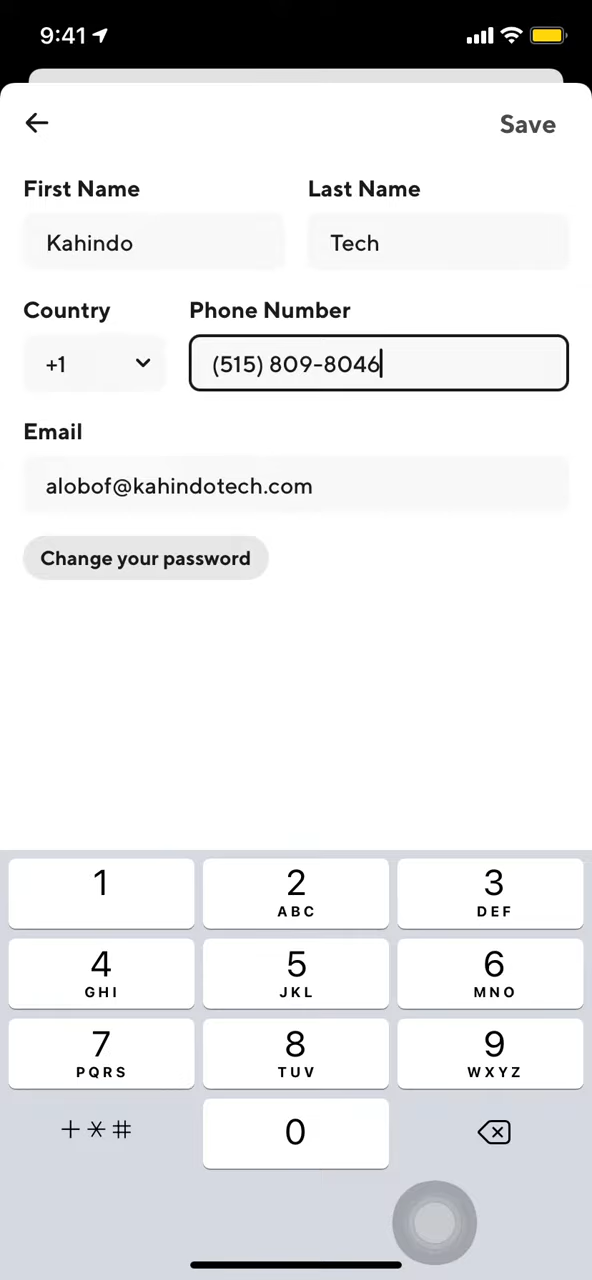 9:41
Save
First Name Last Name
Kahindo Tech
Country Phone Number
+1 (515) 809-8046
Email
alobof@kahindotech.com
Change your password
1 2 3
ABC DEF
4 5 6
GHI JKL MNO
7 8 9
PQRS TUV WXYZ
+*# 0